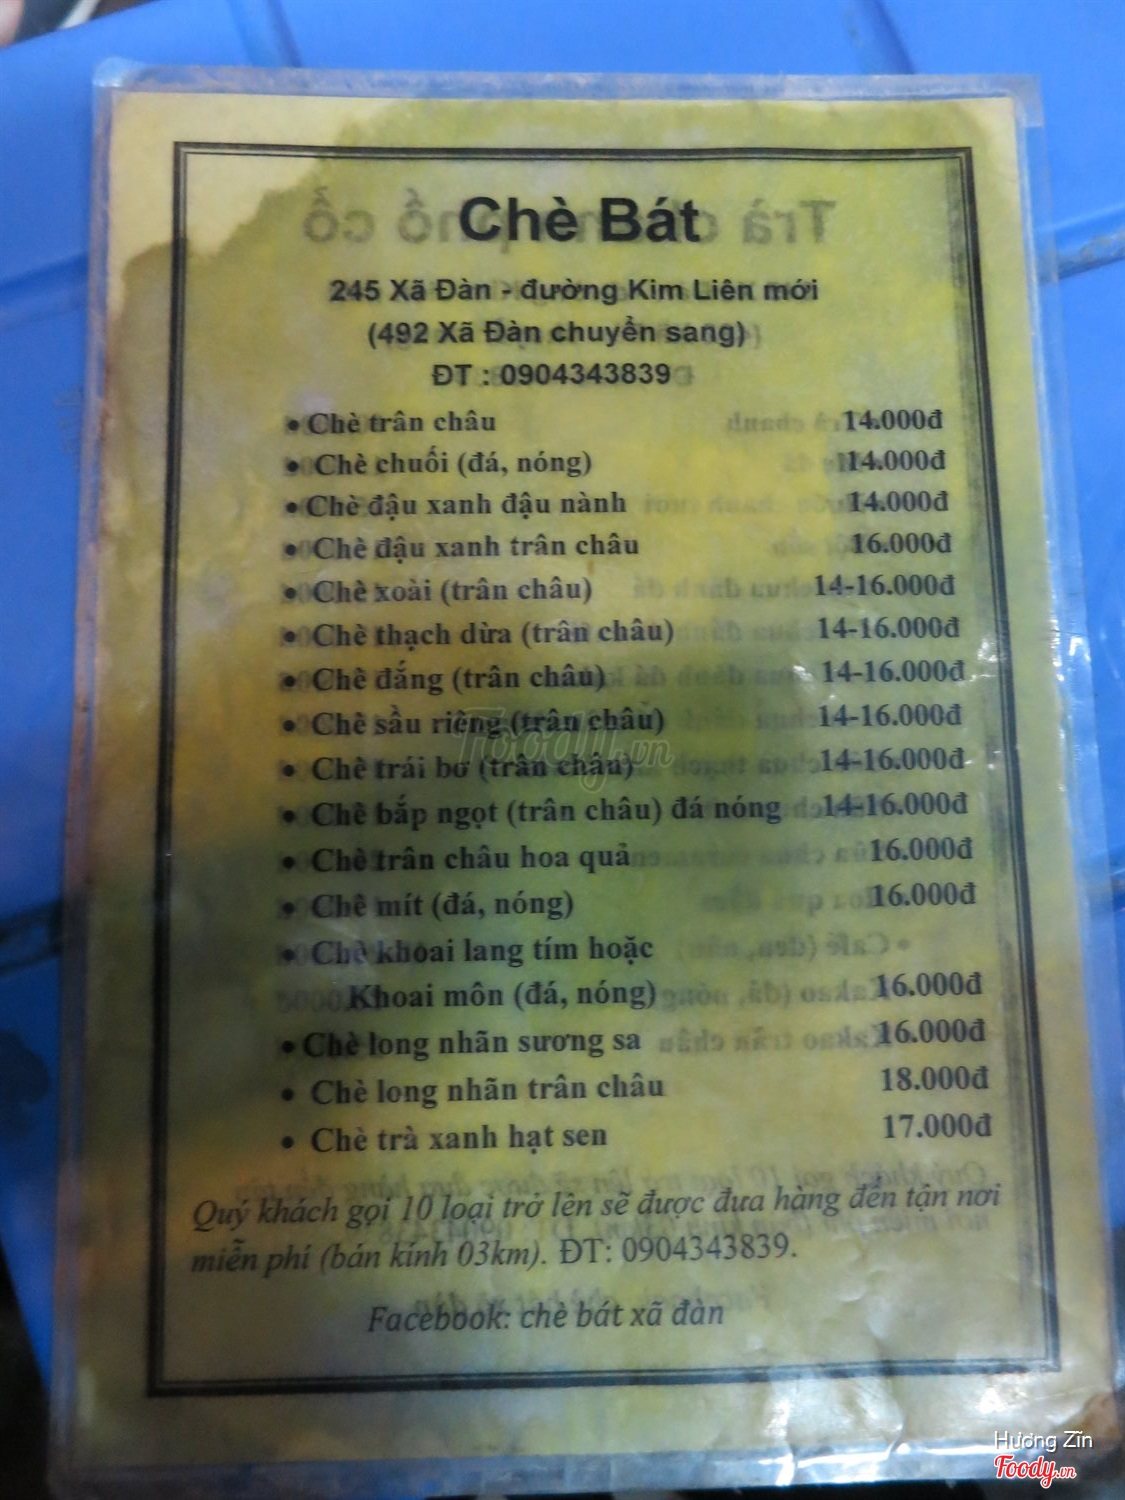 Chè Bát
245 Xã Đàn - đường Kim Liên mới
(492 Xã Đàn chuyển sang)
ĐT : 0904343839
• Chè trân châu 14.000đ
• Chè chuối (đá, nóng) 14.000đ
• Chè đậu xanh đậu nành 14.000đ
• Chè đậu xanh trân châu 16.000đ
• Chè xoài (trân châu) 14-16.000đ
• Chè thạch dừa (trân châu) 14-16.000đ
• Chè đắng (trân châu) 14-16.000đ
• Chè sầu riêng (trân châu) 14-16.000đ
• Chè trái bơ (trân châu) 14-16.000đ
• Chè bắp ngọt (trân châu) đá nóng 14-16.000đ
• Chè trân châu hoa quả 16.000đ
• Chè mít (đá, nóng) 16.000đ
• Chè khoai lang tím hoặc
Khoai môn (đá, nóng) 16.000đ
• Chè long nhãn sương sa 16.000đ
• Chè long nhãn trân châu 18.000đ
• Chè trà xanh hạt sen 17.000đ
Quý khách gọi 10 loại trở lên sẽ được đưa hàng đến tận nơi
miễn phí (bán kính 03km). ĐT: 0904343839.
Facebook: chè bát xã đàn
Foody.vn
Hương Zin
Foody.vn